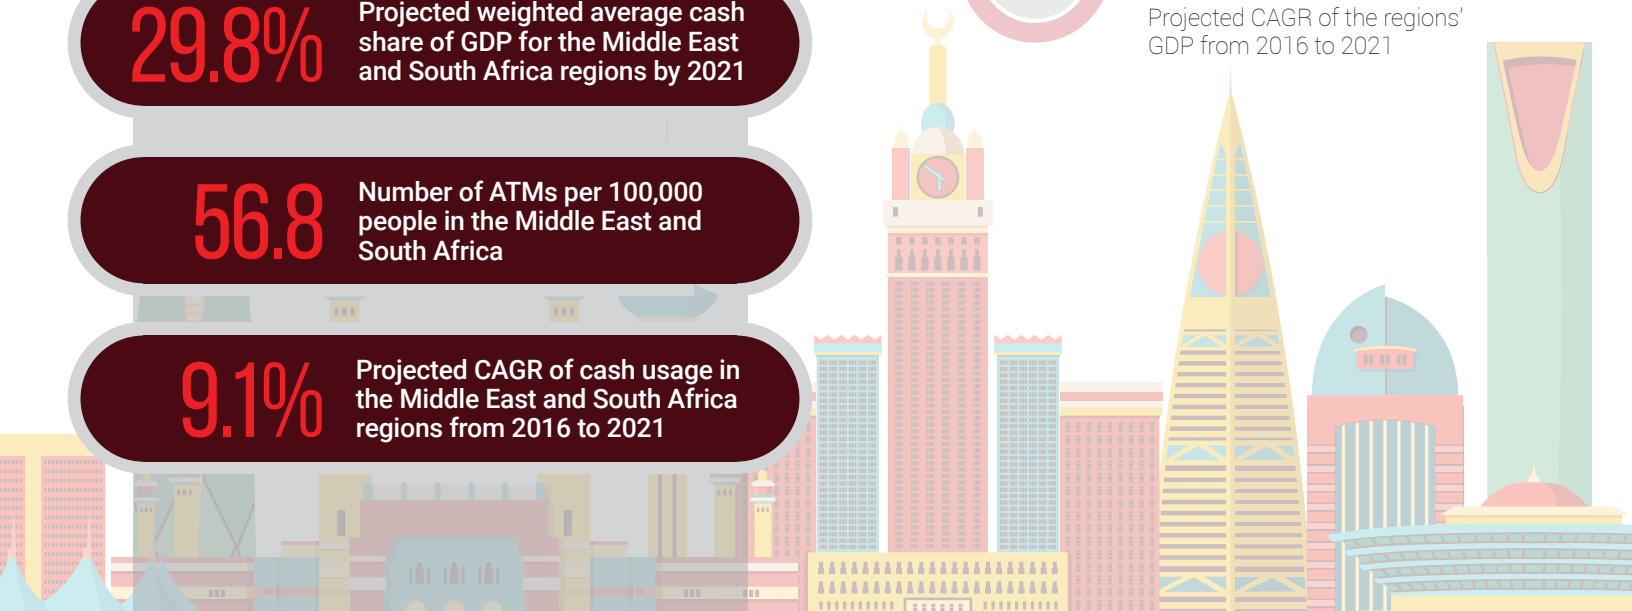 29.8%
Projected weighted average cash
share of GDP for the Middle East
and South Africa regions by 2021
56.8
Number of ATMs per 100,000
people in the Middle East and
South Africa
9.1%
Projected CAGR of cash usage in
the Middle East and South Africa
regions from 2016 to 2021
Projected CAGR of the regions’
GDP from 2016 to 2021